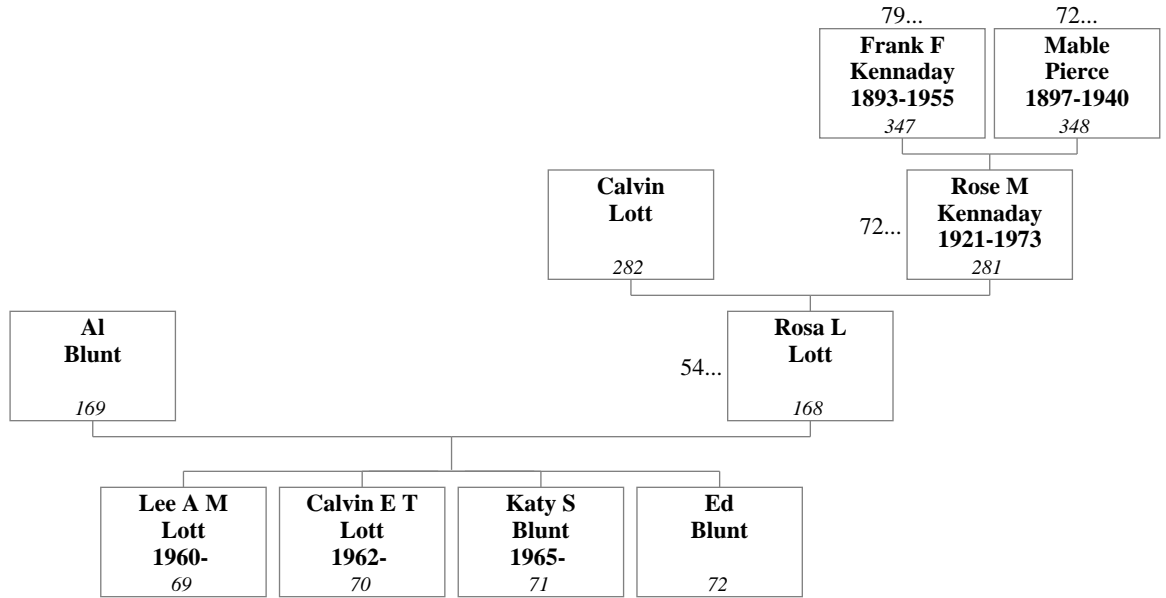 79...
72...
Frank F
Kennaday
1893-1955
347
Mable
Pierce
1897-1940
348
Calvin
Lott
282
72...
Rose M
Kennaday
1921-1973
281
Al
Blunt
169
54...
Rosa L
Lott
168
Lee A M
Lott
1960-
69
Calvin E T
Lott
1962-
70
Katy S
Blunt
1965-
71
Ed
Blunt
72